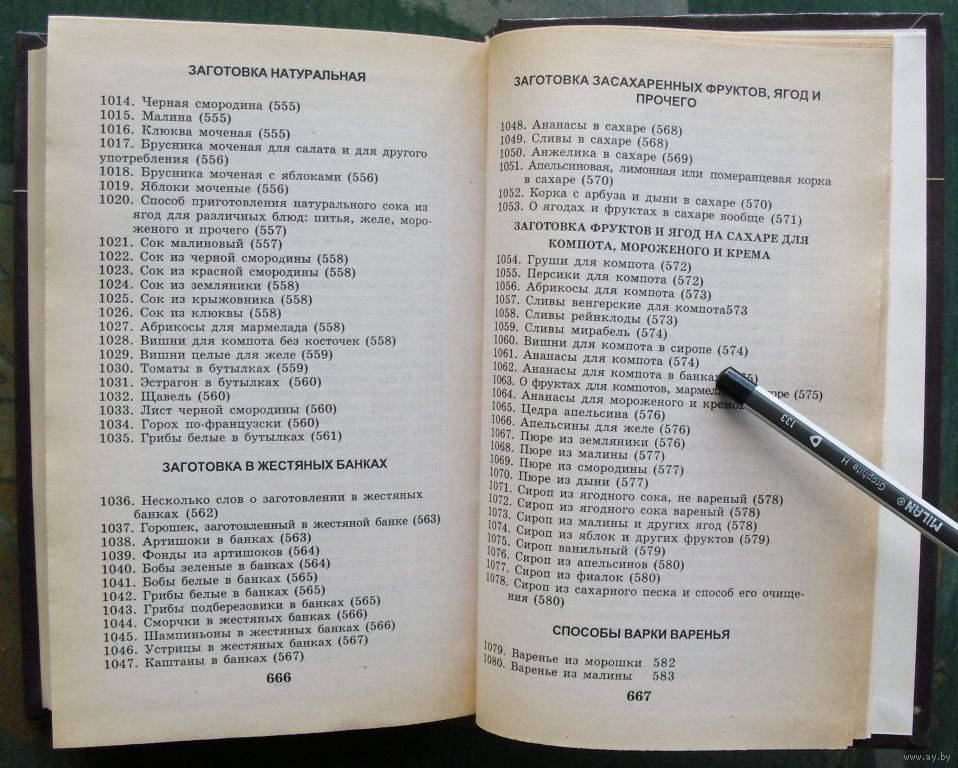 ЗАГОТОВКА НАТУРАЛЬНАЯ
1014. Черная смородина (555)
1015. Малина (555)
1016. Клюква моченая (555)
1017. Брусника моченая для салата и для другого
употребления (556)
1018. Брусника моченая с яблоками (556)
1019. Яблоки моченые (556)
1020. Способ приготовления натурального сока из
ягод для различных блюд: питья, желе, моро-
женого и прочего (557)
1021. Сок малиновый (557)
1022. Сок из черной смородины (558)
1023. Сок из красной смородины (558)
1024. Сок из земляники (558)
1025. Сок из крыжовника (558)
1026. Сок из клюквы (558)
1027. Абрикосы для мармелада (558)
1028. Вишни для компота без косточек (558)
1029. Вишни целые для желе (559)
1030. Томаты в бутылках (559)
1031. Эстрагон в бутылках (560)
1032. Щавель (560)
1033. Лист черной смородины (560)
1034. Горох по-французски (560)
1035. Грибы белые в бутылках (561)
ЗАГОТОВКА В ЖЕСТЯНЫХ БАНКАХ
1036. Несколько слов о заготовлении в жестяных
банках (562)
1037. Горошек, заготовленный в жестяной банке (563)
1038. Артишоки в банках (563)
1039. Фонды из артишоков (564)
1040. Бобы зеленые в банках (564)
1041. Бобы белые в банках (565)
1042. Грибы белые в банках (565)
1043. Грибы подберезовики в банках (565)
1044. Сморчки в жестяных банках (566)
1045. Шампиньоны в жестяных банках (566)
1046. Устрицы в жестяных банках (567)
1047. Каштаны в банках (567)
666
ЗАГОТОВКА ЗАСАХАРЕННЫХ ФРУКТОВ, ЯГОД И
ПРОЧЕГО
1048. Ананасы в сахаре (568)
1049. Сливы в сахаре (568)
1050. Анжелика в сахаре (569)
1051. Апельсиновая, лимонная или померанцевая корка
в сахаре (570)
1052. Корка с арбуза и дыни в сахаре (570)
1053. О ягодах и фруктах в сахаре вообще (571)
ЗАГОТОВКА ФРУКТОВ И ЯГОД НА САХАРЕ ДЛЯ
КОМПОТА, МОРОЖЕНОГО И КРЕМА
1054. Груши для компота (572)
1055. Персики для компота (572)
1056. Абрикосы для компота (573)
1057. Сливы венгерские для компота573
1058. Сливы рейнклоды (573)
1059. Сливы мирабель (574)
1060. Вишни для компота в сиропе (574)
1061. Ананасы для компота (574)
1062. Ананасы для компота в банках
1063. О фруктах для компотов, (575)
1064. Ананасы для мороженого и
1065. Цедра апельсина (576)
1066. Апельсины для желе (576)
1067. Пюре из земляники (576)
1068. Пюре из малины (577)
1069. Пюре из смородины (577)
1070. Пюре из дыни (577)
1071. Сироп из ягодного сока, не вареный (578)
1072. Сироп из ягодного сока вареный (578)
1073. Сироп из малины и других ягод (578)
1074. Сироп из яблок и других фруктов (579)
1075. Сироп ванильный (579)
1076. Сироп из апельсинов (580)
1077. Сироп из фиалок (580)
1078. Сироп из сахарного песка и способ его очище-
ния (580)
СПОСОБЫ ВАРКИ ВАРЕНЬЯ
1079. Варенье из морошки 582
1080. Варенье из малины 583
667
133
Graphite H
MILAN®
www.ay.by